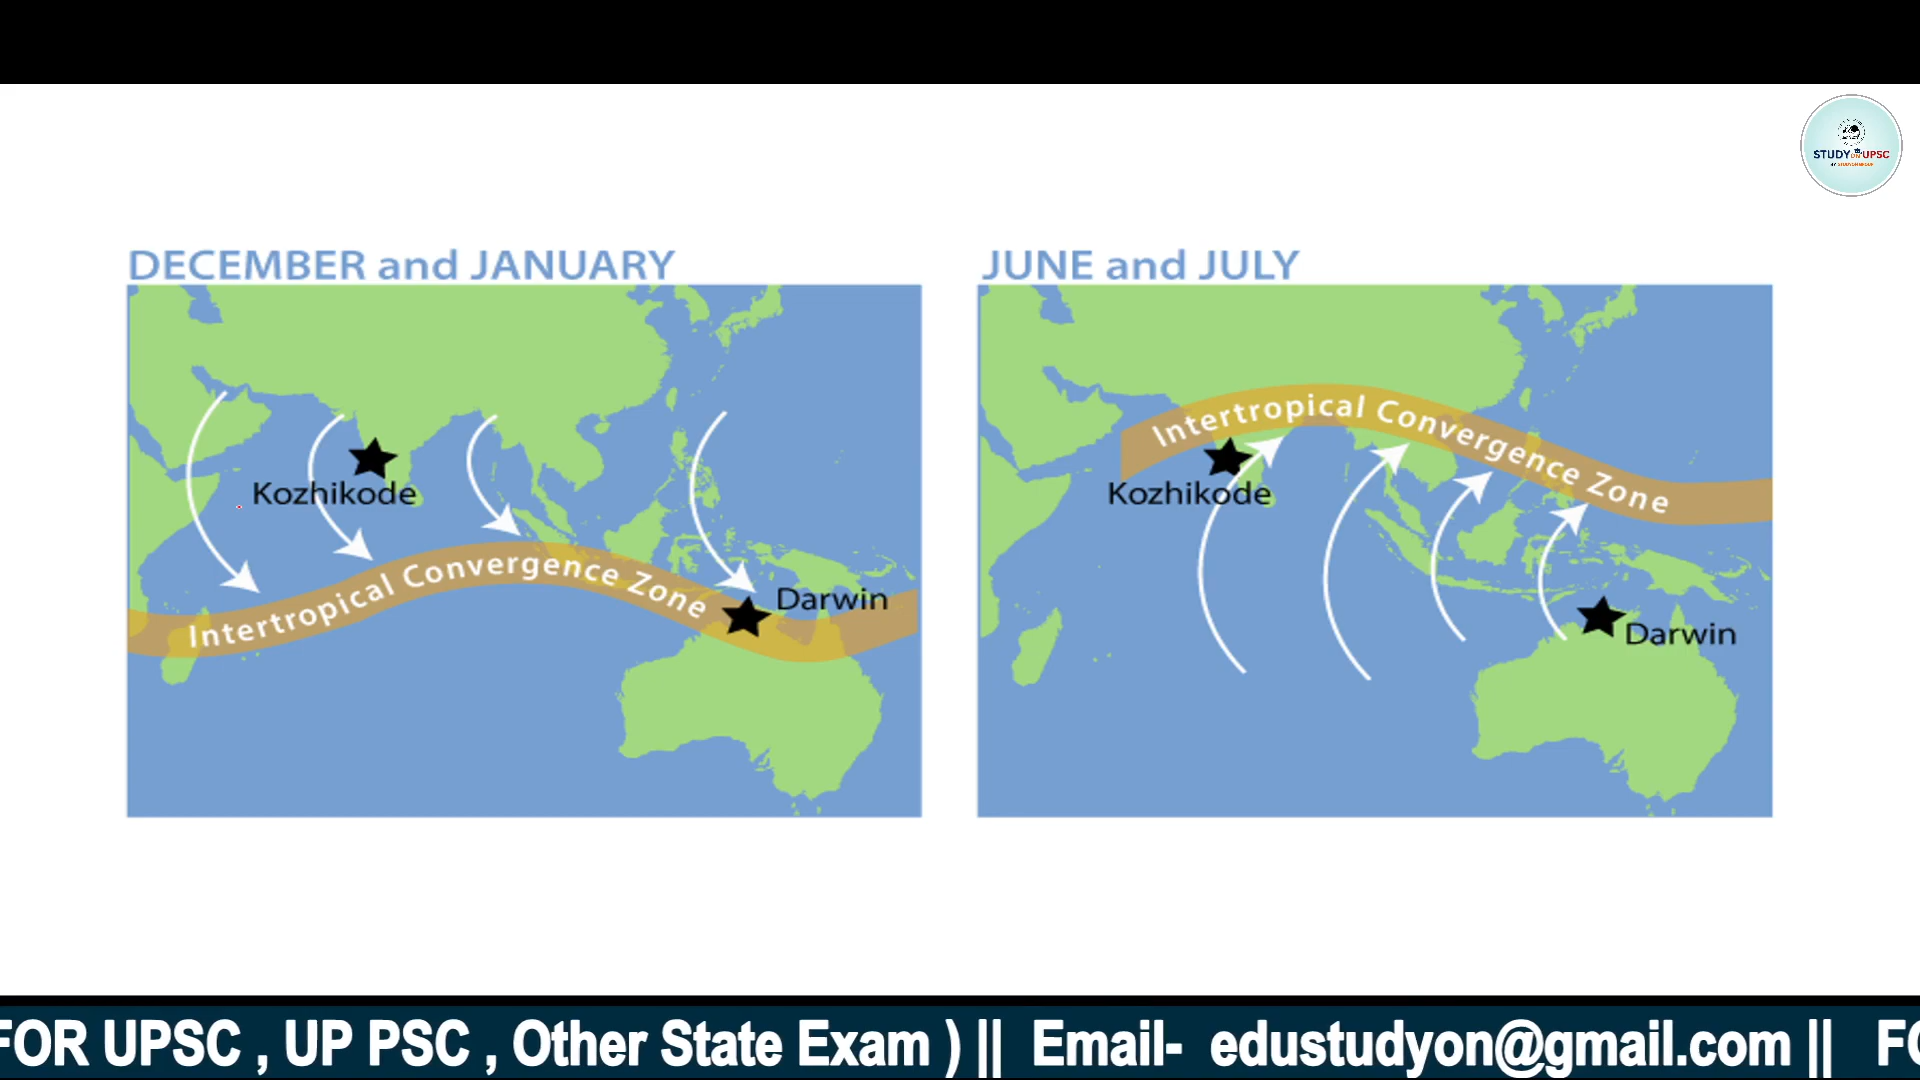 STUDY ON UPSC
DECEMBER and JANUARY
Kozhikode
Intertropical Convergence Zone
Darwin
JUNE and JULY
Intertropical Convergence Zone
Kozhikode
Darwin
FOR UPSC , UP PSC , Other State Exam ) || Email- edustudyon@gmail.com ||